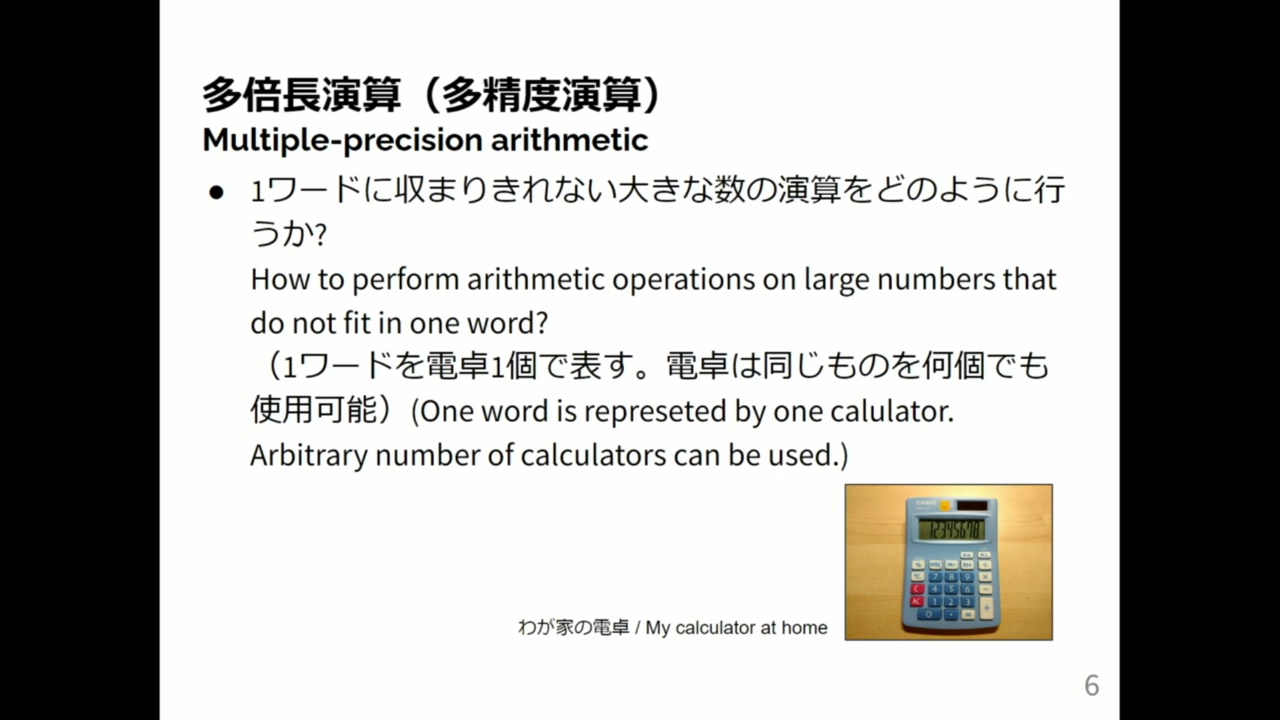 多倍長演算（多精度演算）
Multiple-precision arithmetic
● 1ワードに収まりきれない大きな数の演算をどのように行
うか?
How to perform arithmetic operations on large numbers that
do not fit in one word?
（1ワードを電卓1個で表す。電卓は同じものを何個でも
使用可能）(One word is represeted by one calulator.
Arbitrary number of calculators can be used.)
12345678.
わが家の電卓 / My calculator at home
6